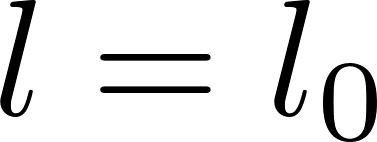 l = l₀